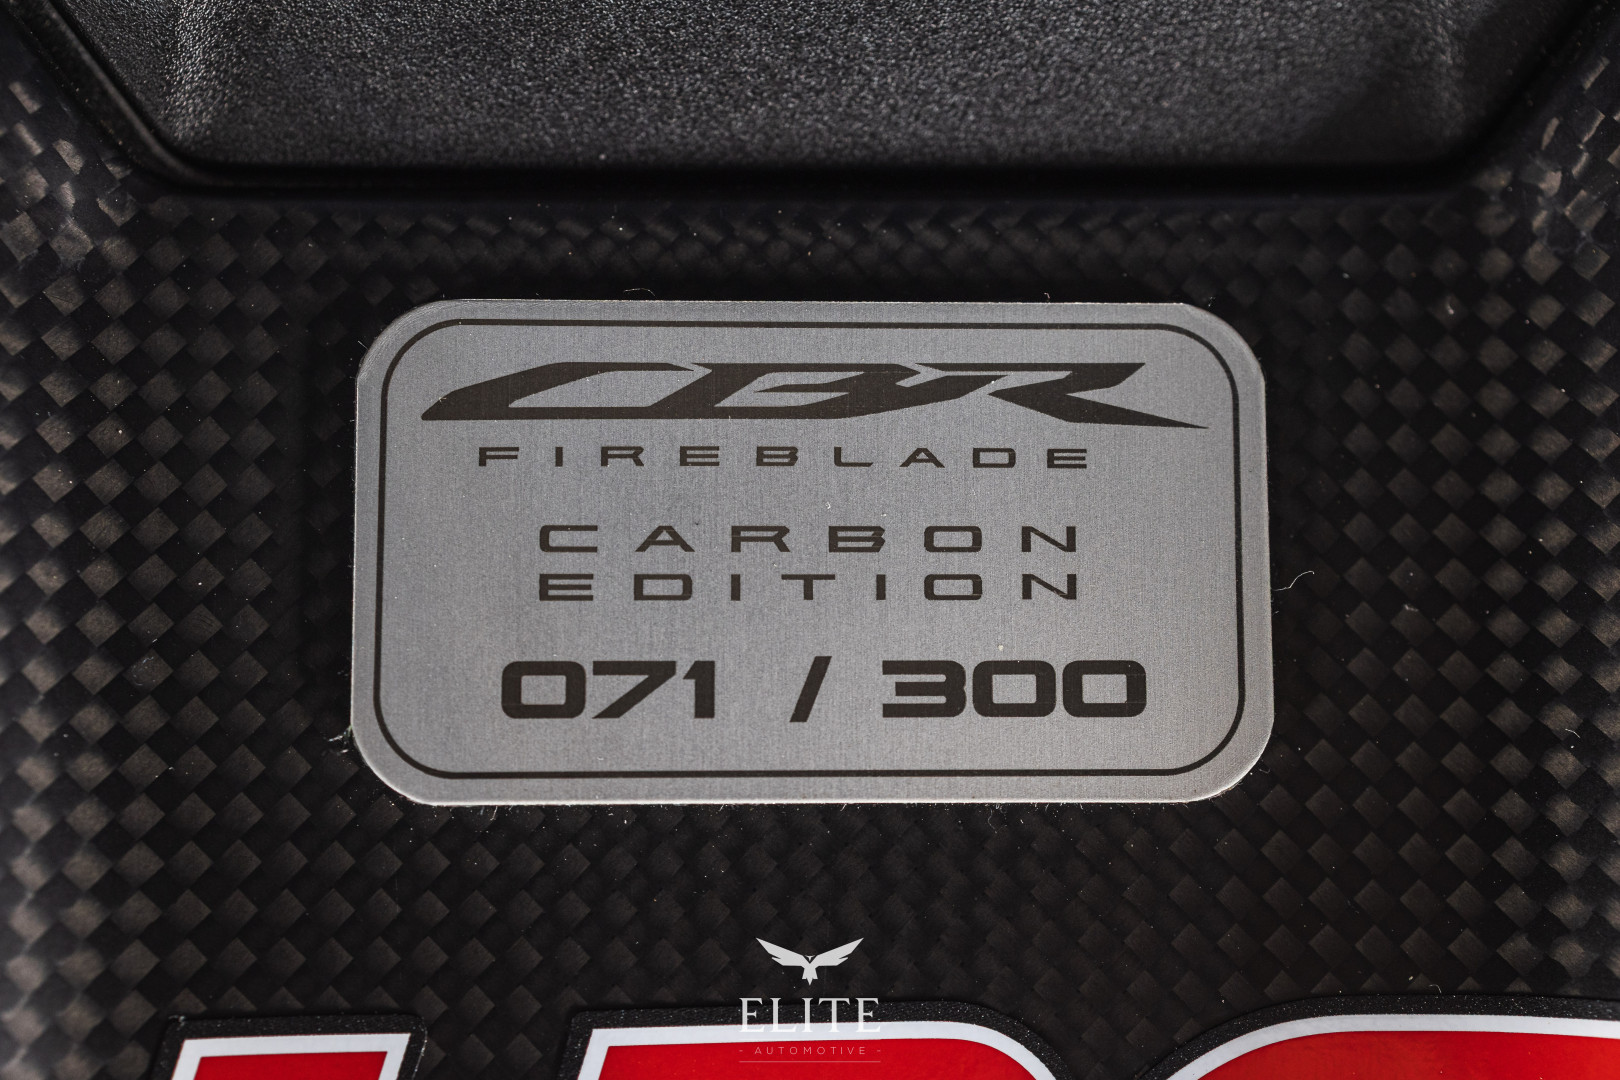 CBR
FIREBLADE
CARBON
EDITION
071 / 300
ELITE
- AUTOMOTIVE -